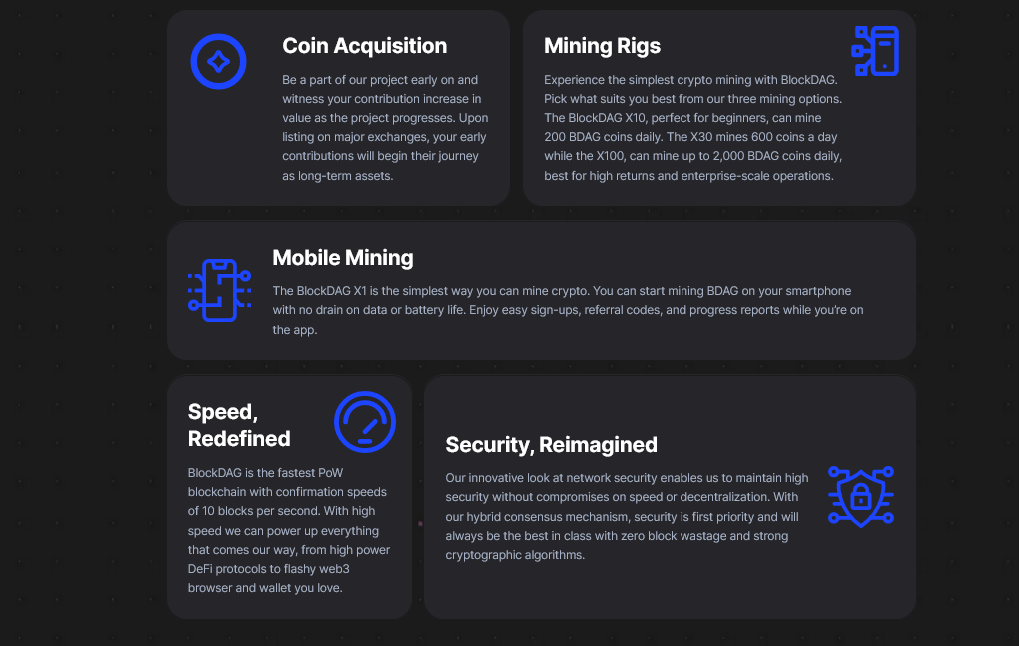 Coin Acquisition
Be a part of our project early on and
witness your contribution increase in
value as the project progresses. Upon
listing on major exchanges, your early
contributions will begin their journey
as long-term assets.
Mining Rigs
Experience the simplest crypto mining with BlockDAG.
Pick what suits you best from our three mining options.
The BlockDAG X10, perfect for beginners, can mine
200 BDAG coins daily. The X30 mines 600 coins a day
while the X100, can mine up to 2,000 BDAG coins daily,
best for high returns and enterprise-scale operations.
Mobile Mining
The BlockDAG X1 is the simplest way you can mine crypto. You can start mining BDAG on your smartphone
with no drain on data or battery life. Enjoy easy sign-ups, referral codes, and progress reports while you're on
the app.
Speed,
Redefined
BlockDAG is the fastest PoW
blockchain with confirmation speeds
of 10 blocks per second. With high
speed we can power up everything
that comes our way, from high power
DeFi protocols to flashy web3
browser and wallet you love.
Security, Reimagined
Our innovative look at network security enables us to maintain high
security without compromises on speed or decentralization. With
our hybrid consensus mechanism, security is first priority and will
always be the best in class with zero block wastage and strong
cryptographic algorithms.